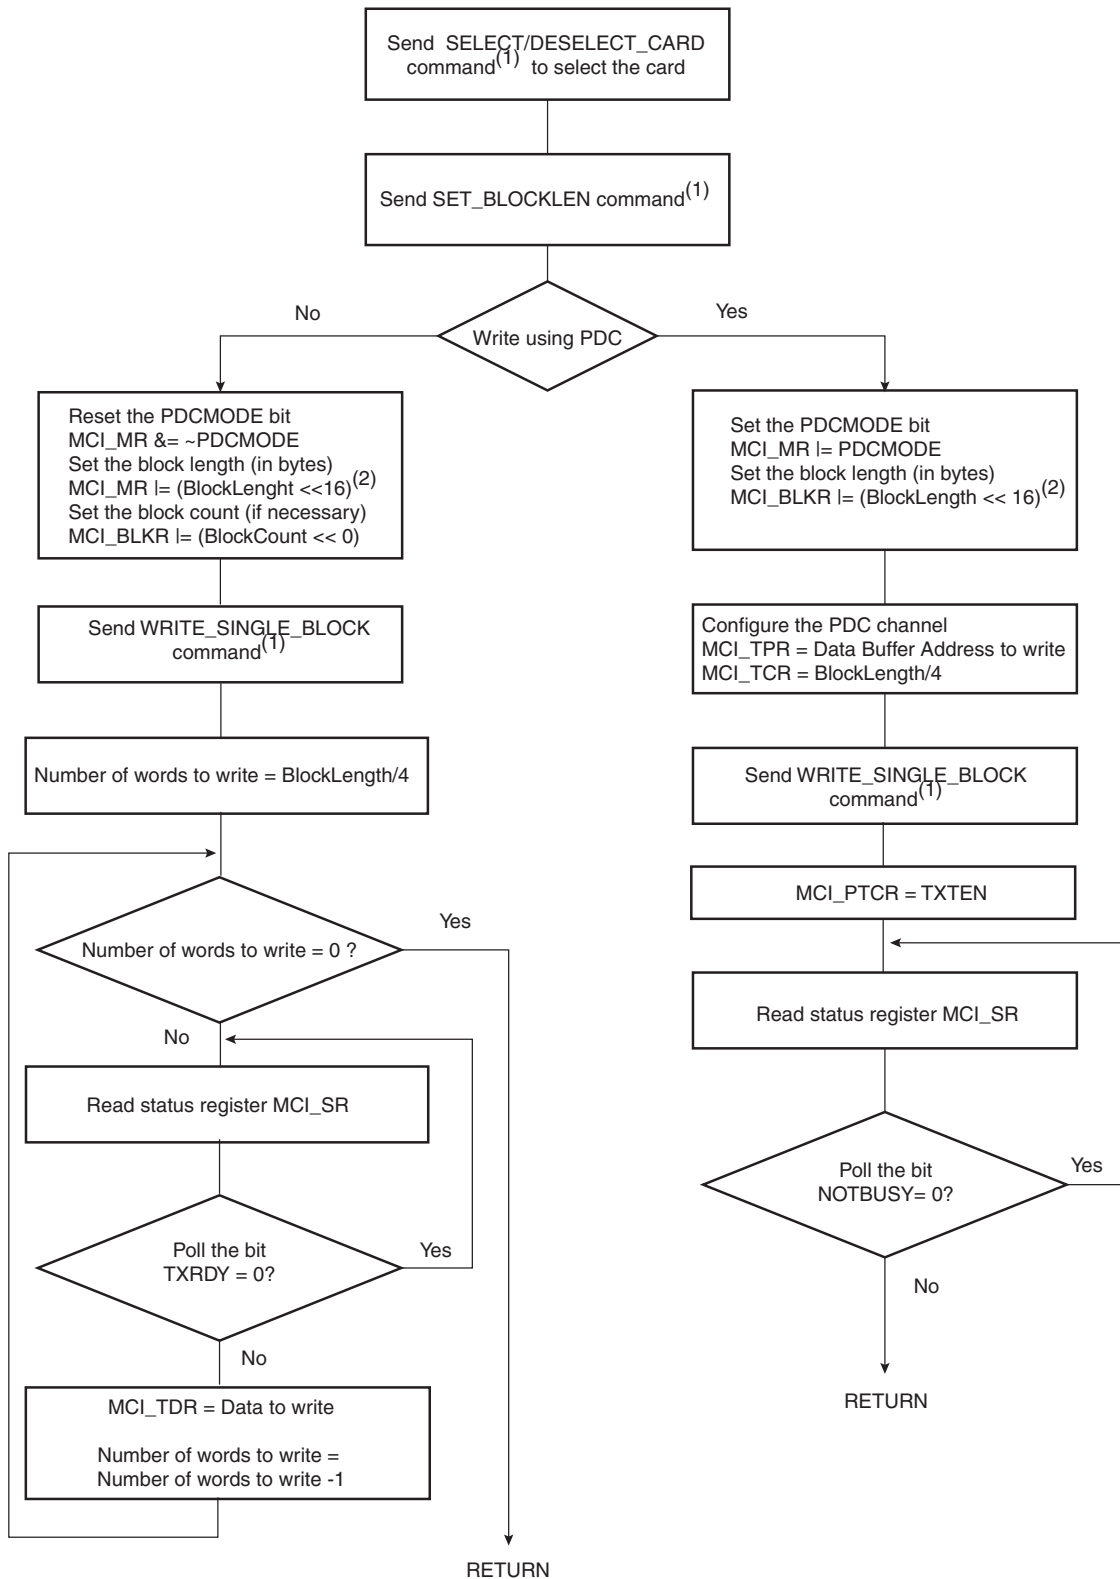 Send SELECT/DESELECT_CARD
command(1) to select the card
Send SET_BLOCKLEN command(1)
No
Yes
Write using PDC
Reset the PDCMODE bit
MCI_MR &= ~PDCMODE
Set the block length (in bytes)
MCI_MR |= (BlockLenght <<16)(2)
Set the block count (if necessary)
MCI_BLKR |= (BlockCount << 0)
Send WRITE_SINGLE_BLOCK
command(1)
Number of words to write = BlockLength/4
Number of words to write = 0 ?
Yes
No
Read status register MCI_SR
Poll the bit
TXRDY = 0?
Yes
No
MCI_TDR = Data to write
Number of words to write =
Number of words to write -1
RETURN
Set the PDCMODE bit
MCI_MR |= PDCMODE
Set the block length (in bytes)
MCI_BLKR |= (BlockLength << 16)(2)
Configure the PDC channel
MCI_TPR = Data Buffer Address to write
MCI_TCR = BlockLength/4
Send WRITE_SINGLE_BLOCK
command(1)
MCI_PTCR = TXTEN
Read status register MCI_SR
Poll the bit
NOTBUSY= 0?
Yes
No
RETURN